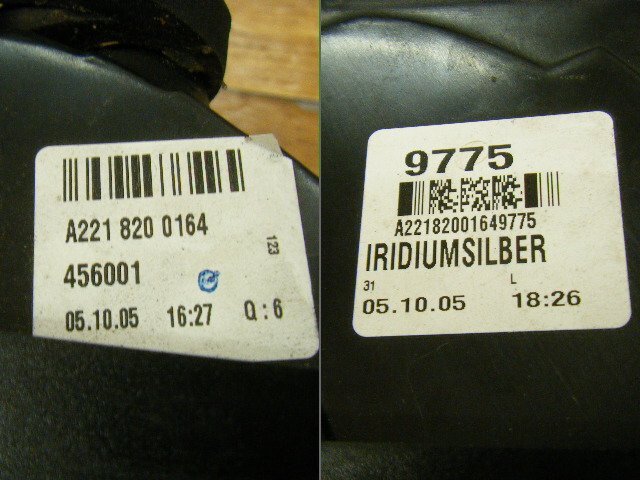 A221 820 0164
123
456001
05.10.05 16:27 Q:6
9775
A22182001649775
IRIDIUMSILBER
31 L
05.10.05 18:26